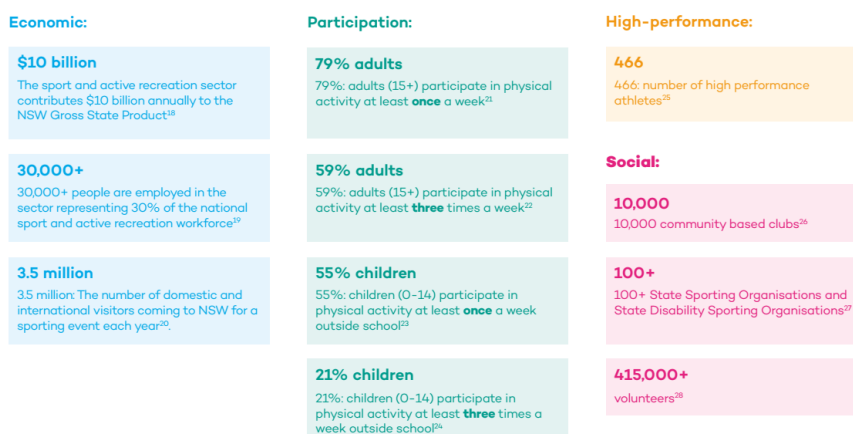 Economic:
$10 billion
The sport and active recreation sector
contributes $10 billion annually to the
NSW Gross State Product¹⁸
30,000+
30,000+ people are employed in the
sector representing 30% of the national
sport and active recreation workforce¹⁹
3.5 million
3.5 million: The number of domestic and
international visitors coming to NSW for a
sporting event each year²⁰.
Participation:
79% adults
79%: adults (15+) participate in physical
activity at least once a week²¹
59% adults
59%: adults (15+) participate in physical
activity at least three times a week²²
55% children
55%: children (0-14) participate in
physical activity at least once a week
outside school²³
21% children
21%: children (0-14) participate in
physical activity at least three times a
week outside school²⁴
High-performance:
466
466: number of high performance
athletes²⁵
Social:
10,000
10,000 community based clubs²⁶
100+
100+ State Sporting Organisations and
State Disability Sporting Organisations²⁷
415,000+
volunteers²⁸